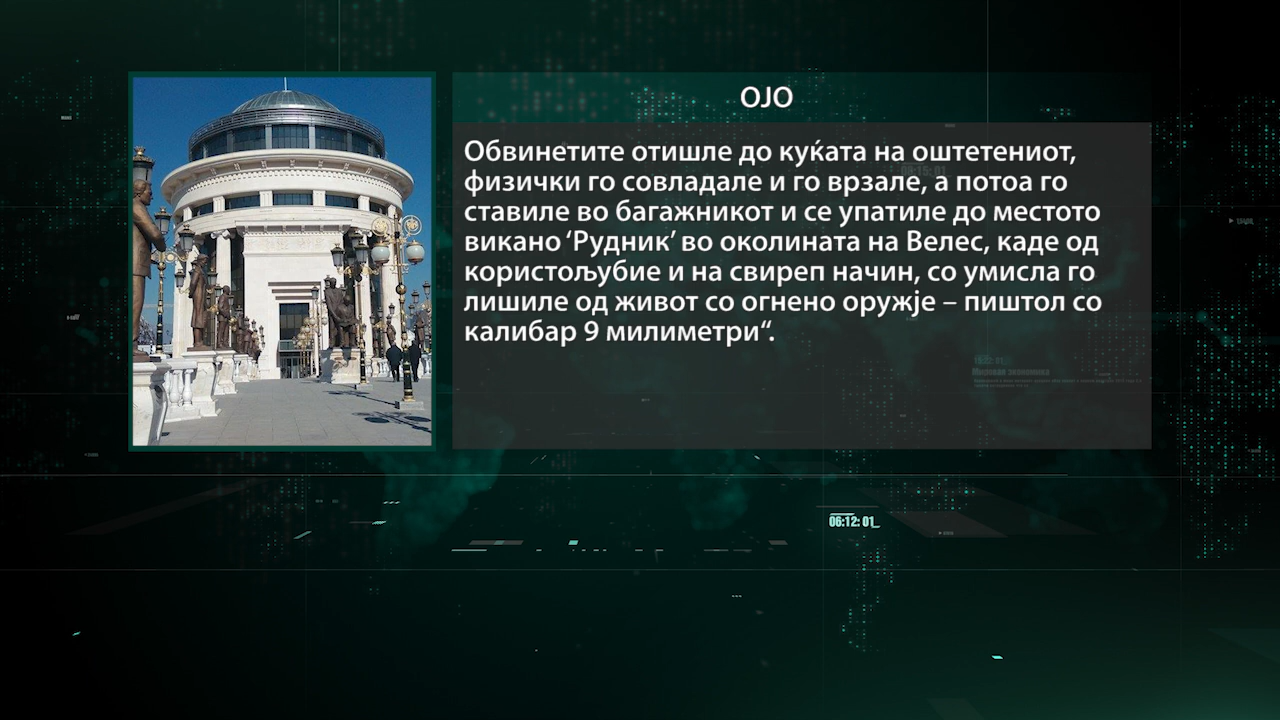 ОЈО
Обвинетите отишле до куќата на оштетениот,
физички го совладале и го врзале, а потоа го
ставиле во багажникот и се упатиле до местото
викано ‘Рудник’ во околината на Велес, каде од
користољубие и на свиреп начин, со умисла го
лишиле од живот со огнено оружје – пиштол со
калибар 9 милиметри“.
06:12:01